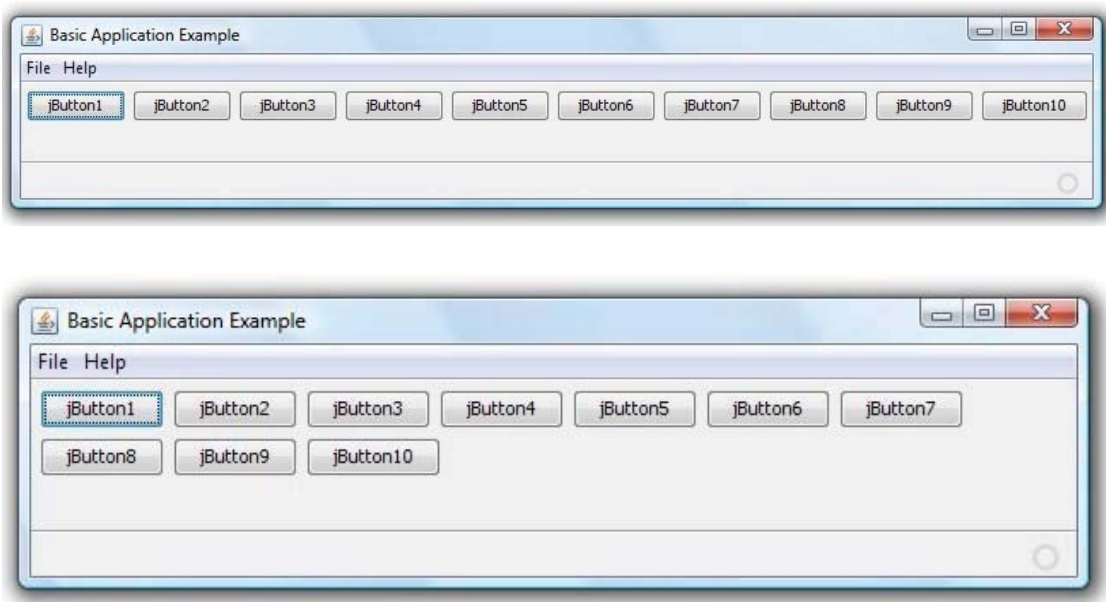 Basic Application Example
File Help
jButton1 jButton2 jButton3 jButton4 jButton5 jButton6 jButton7 jButton8 jButton9 jButton10
Basic Application Example
File Help
jButton1 jButton2 jButton3 jButton4 jButton5 jButton6 jButton7
jButton8 jButton9 jButton10